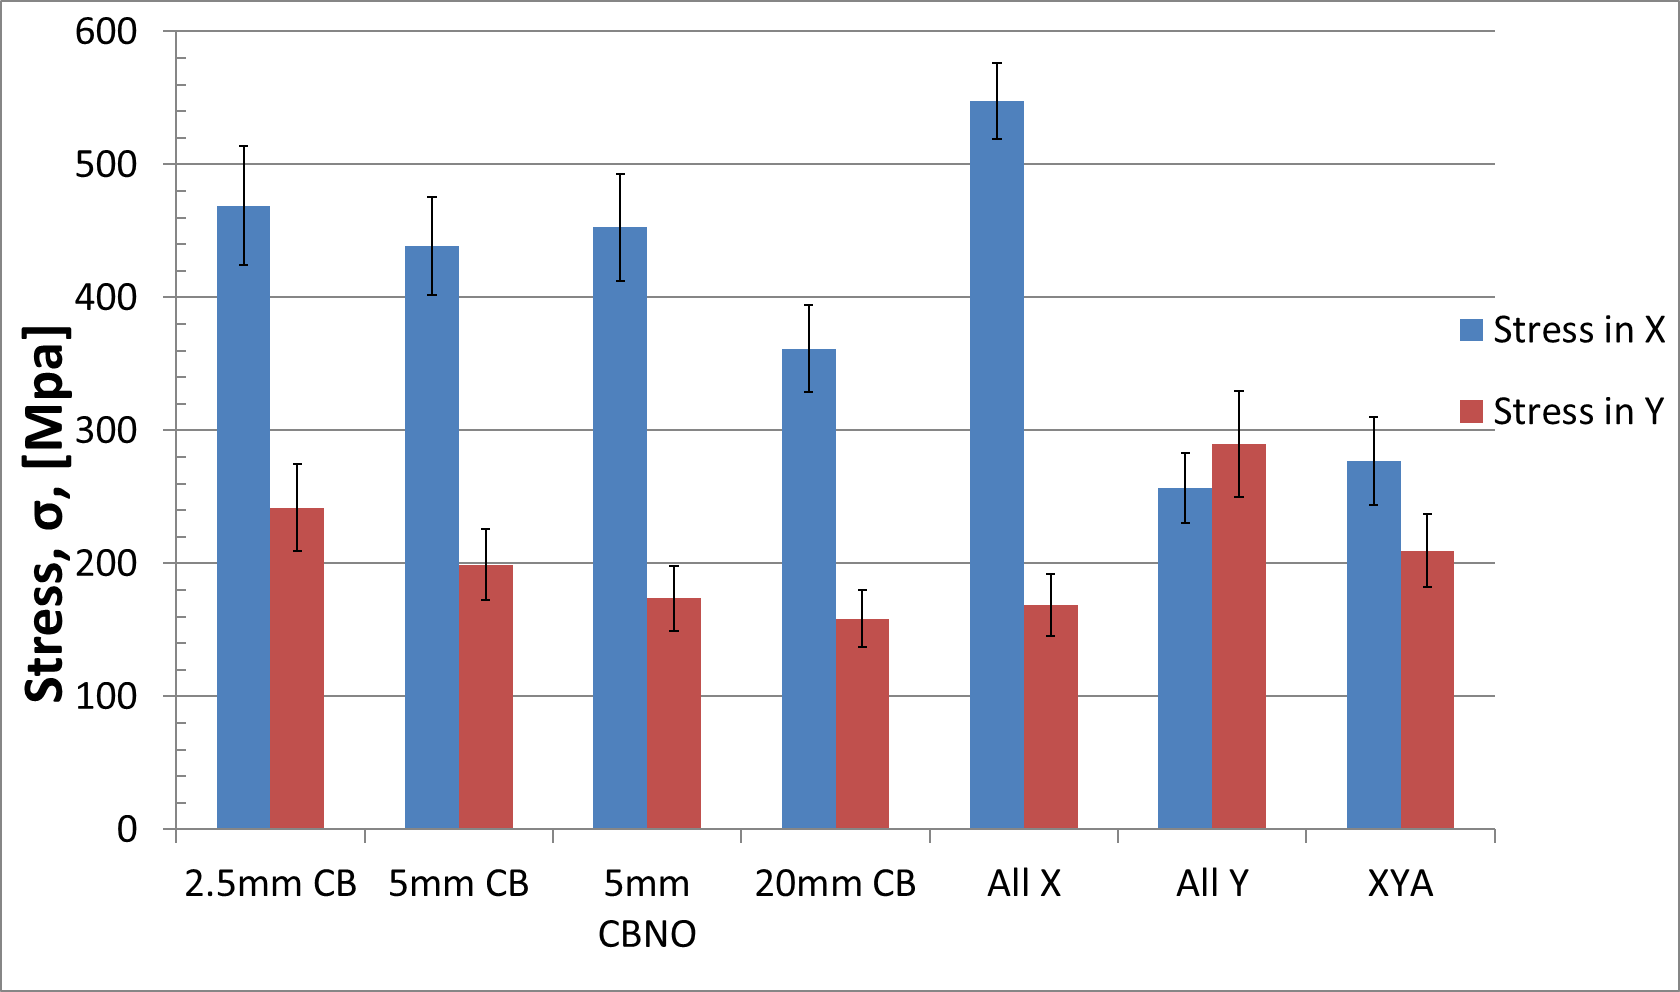 600
500
400
300
200
100
0
Stress, σ, [Mpa]
2.5mm CB
5mm CB
5mm
CBNO
20mm CB
All X
All Y
XYA
Stress in X
Stress in Y